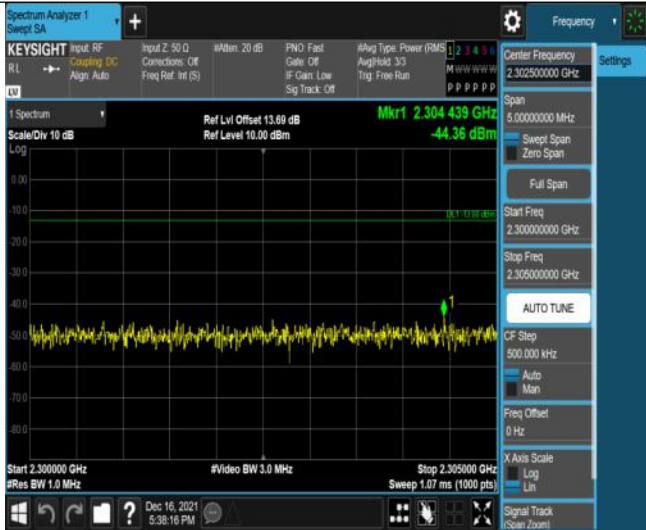 Spectrum Analyzer 1
Swept SA
+
Frequency
KEYSIGHT
Input: RF
Input Z: 50 Ω
#Atten: 20 dB
PNO: Fast
#Avg Type: Power (RMS
1 2 3 4 5 6
RL
Coupling: DC
Corrections: Off
Gate: Off
Avg|Hold: 3/3
M W W W W W
Align: Auto
Freq Ref: Int (S)
IF Gain: Low
Trig: Free Run
P P P P P P
Sig Track: Off
LV
1 Spectrum
Ref Lvl Offset 13.69 dB
Mkr1 2.304 439 GHz
Scale/Div 10 dB
Ref Level 10.00 dBm
-44.36 dBm
Log
0.00
-10.0
DL1 -13.00 dBm
-20.0
-30.0
-40.0
1
-50.0
-60.0
-70.0
-80.0
Start 2.300000 GHz
#Video BW 3.0 MHz
Stop 2.305000 GHz
#Res BW 1.0 MHz
Sweep 1.07 ms (1000 pts)
?
Dec 16, 2021
5:38:16 PM
Center Frequency
2.302500000 GHz
Settings
Span
5.00000000 MHz
Swept Span
Zero Span
Full Span
Start Freq
2.300000000 GHz
Stop Freq
2.305000000 GHz
AUTO TUNE
CF Step
500.000 kHz
Auto
Man
Freq Offset
0 Hz
X Axis Scale
Log
Lin
Signal Track
(Span Zoom)